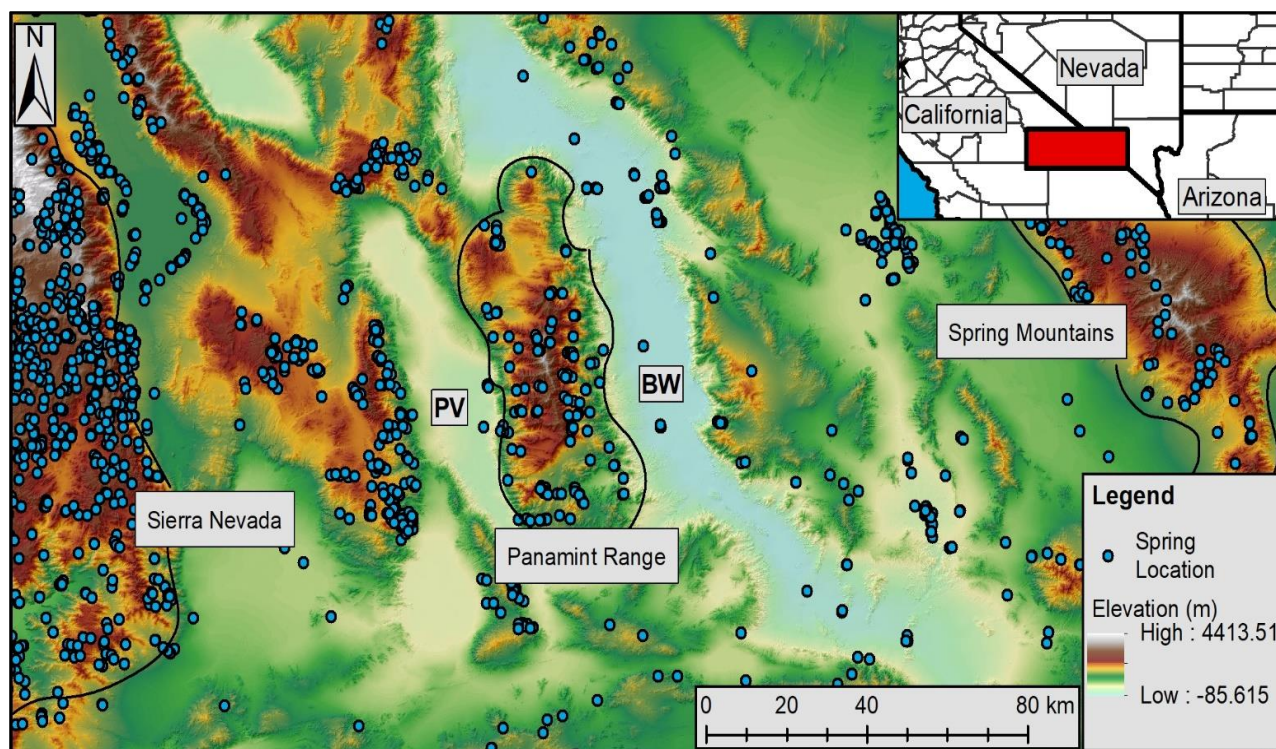 N
Nevada
California
Arizona
Spring Mountains
PV
BW
Sierra Nevada
Panamint Range
Legend
Spring
Location
Elevation (m)
High : 4413.51
Low : -85.615
0 20 40 80 km